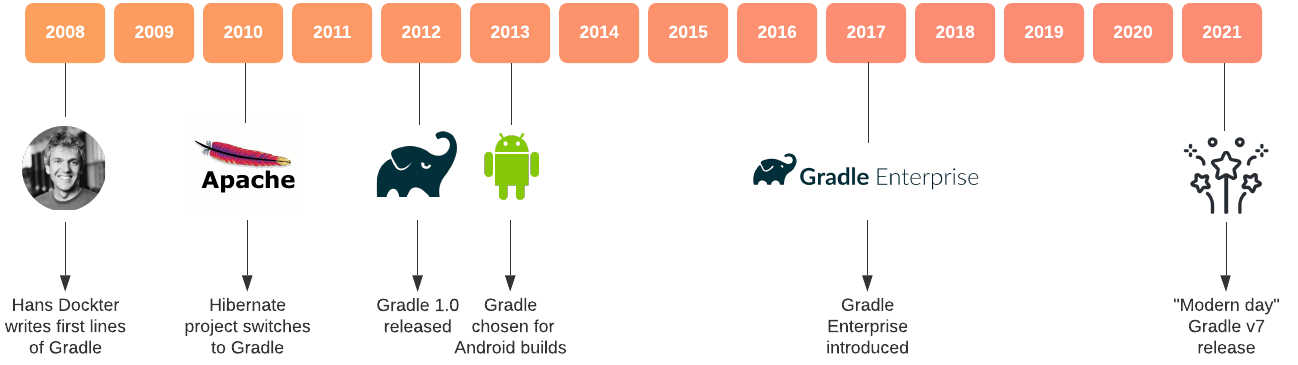 2008 2009 2010 2011 2012 2013 2014 2015 2016 2017 2018 2019 2020 2021
Apache
Gradle Enterprise
Hans Dockter
writes first lines
of Gradle
Hibernate
project switches
to Gradle
Gradle 1.0
released
Gradle
chosen for
Android builds
Gradle
Enterprise
introduced
"Modern day"
Gradle v7
release